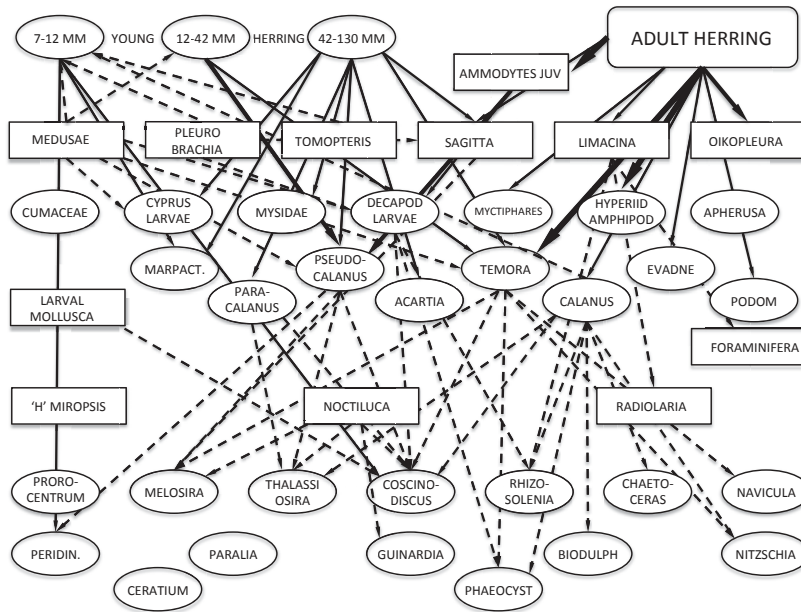 7-12 MM
YOUNG
12-42 MM
HERRING
42-130 MM
ADULT HERRING
AMMODYTES JUV
MEDUSAE
PLEURO
BRACHIA
TOMOPTERIS
SAGITTA
LIMACINA
OIKOPLEURA
CUMACEAE
CYPRUS
LARVAE
MYSIDAE
DECAPOD
LARVAE
MYCTIPHARES
HYPERIID
AMPHIPOD
APHERUSA
MARPACT.
PSEUDO-
CALANUS
TEMORA
EVADNE
LARVAL
MOLLUSCA
PARA-
CALANUS
ACARTIA
CALANUS
PODOM
FORAMINIFERA
‘H’ MIROPSIS
NOCTILUCA
RADIOLARIA
PRORO-
CENTRUM
MELOSIRA
THALASSI
OSIRA
COSCINO-
DISCUS
RHIZO-
SOLENIA
CHAETO-
CERAS
NAVICULA
PERIDIN.
PARALIA
GUINARDIA
BIODULPH
NITZSCHIA
CERATIUM
PHAEOCYST